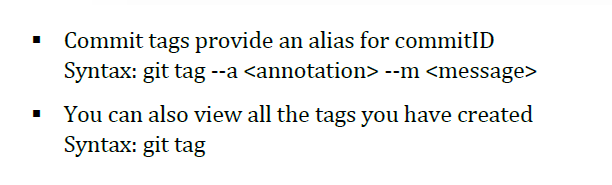 ▪ Commit tags provide an alias for commitID
Syntax: git tag --a <annotation> --m <message>
▪ You can also view all the tags you have created
Syntax: git tag